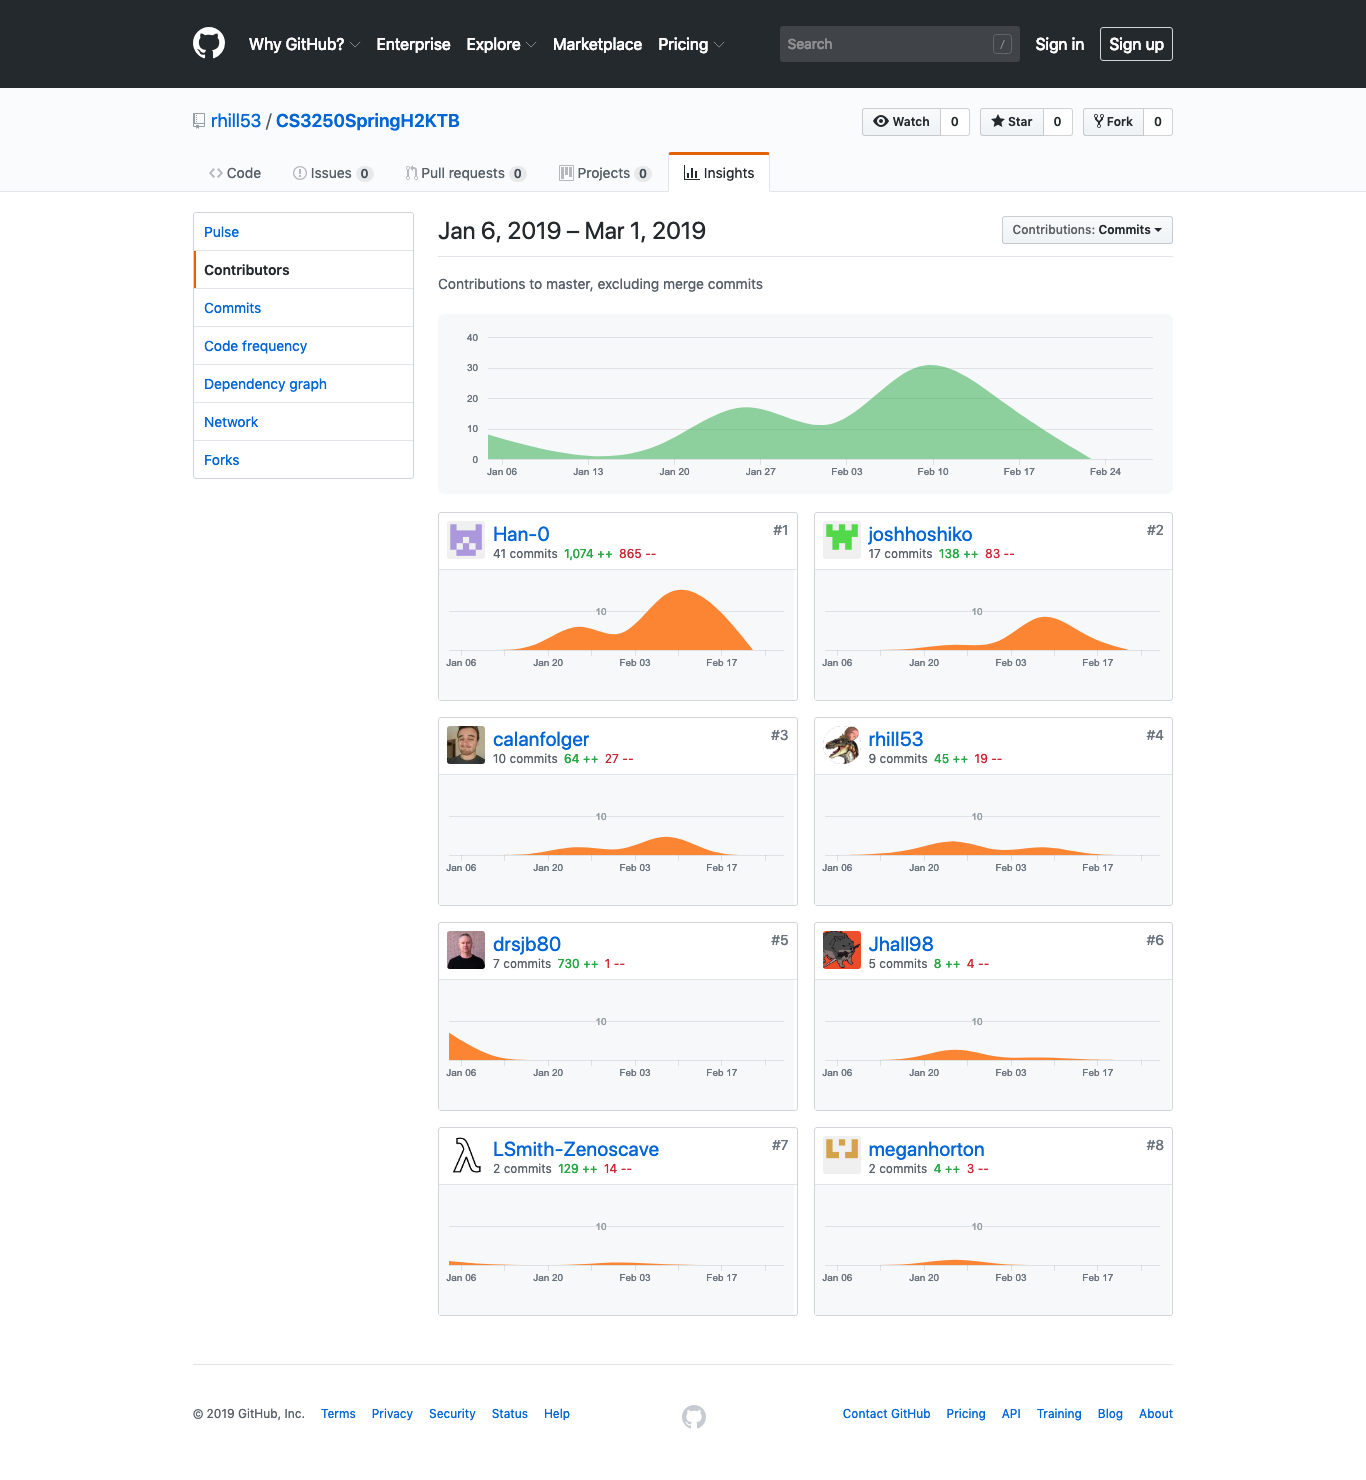 Why GitHub? Enterprise Explore Marketplace Pricing Search / Sign in Sign up
rhill53 / CS3250SpringH2KTB Watch 0 Star 0 Fork 0
Code Issues 0 Pull requests 0 Projects 0 Insights
Pulse
Contributors
Commits
Code frequency
Dependency graph
Network
Forks
Jan 6, 2019 – Mar 1, 2019 Contributions: Commits
Contributions to master, excluding merge commits
40
30
20
10
0
Jan 06 Jan 13 Jan 20 Jan 27 Feb 03 Feb 10 Feb 17 Feb 24
Han-0 #1
41 commits 1,074 ++ 865 --
10
Jan 06 Jan 20 Feb 03 Feb 17
joshhoshiko #2
17 commits 138 ++ 83 --
10
Jan 06 Jan 20 Feb 03 Feb 17
calanfolger #3
10 commits 64 ++ 27 --
10
Jan 06 Jan 20 Feb 03 Feb 17
rhill53 #4
9 commits 45 ++ 19 --
10
Jan 06 Jan 20 Feb 03 Feb 17
drsjb80 #5
7 commits 730 ++ 1 --
10
Jan 06 Jan 20 Feb 03 Feb 17
Jhall98 #6
5 commits 8 ++ 4 --
10
Jan 06 Jan 20 Feb 03 Feb 17
LSmith-Zenoscave #7
2 commits 129 ++ 14 --
10
Jan 06 Jan 20 Feb 03 Feb 17
meganhorton #8
2 commits 4 ++ 3 --
10
Jan 06 Jan 20 Feb 03 Feb 17
© 2019 GitHub, Inc. Terms Privacy Security Status Help Contact GitHub Pricing API Training Blog About